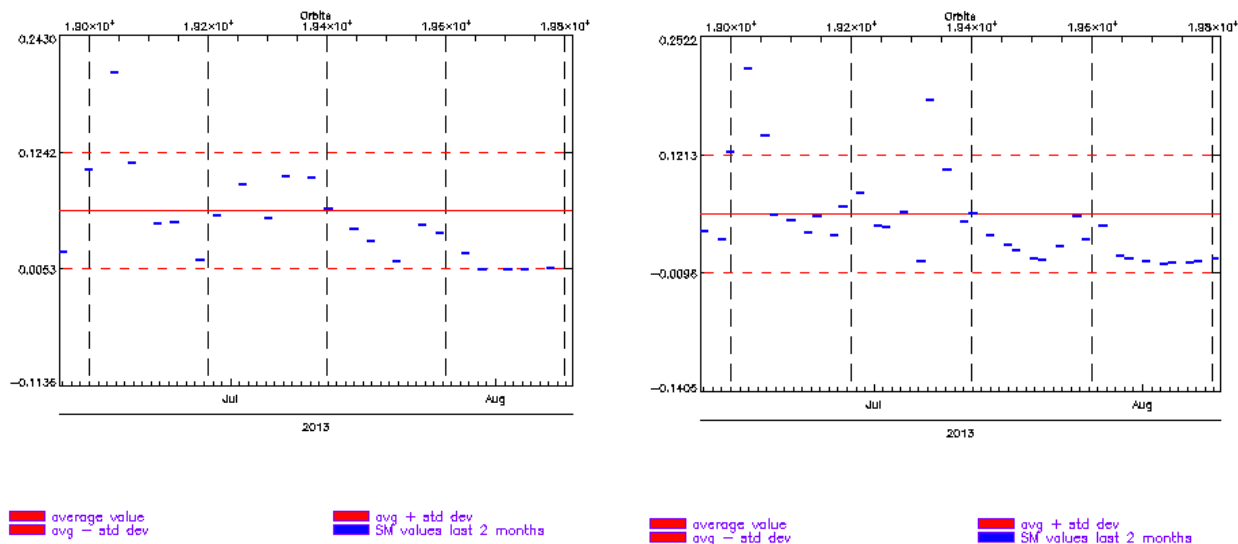 Orbits
1.90×10⁴ 1.92×10⁴ 1.94×10⁴ 1.96×10⁴ 1.98×10⁴
0.2430
0.1242
0.0053
−0.1136
Jul Aug
2013
average value
avg − std dev
avg + std dev
SM values last 2 months
Orbits
1.90×10⁴ 1.92×10⁴ 1.94×10⁴ 1.96×10⁴ 1.98×10⁴
0.2522
0.1213
−0.0096
−0.1405
Jul Aug
2013
average value
avg − std dev
avg + std dev
SM values last 2 months